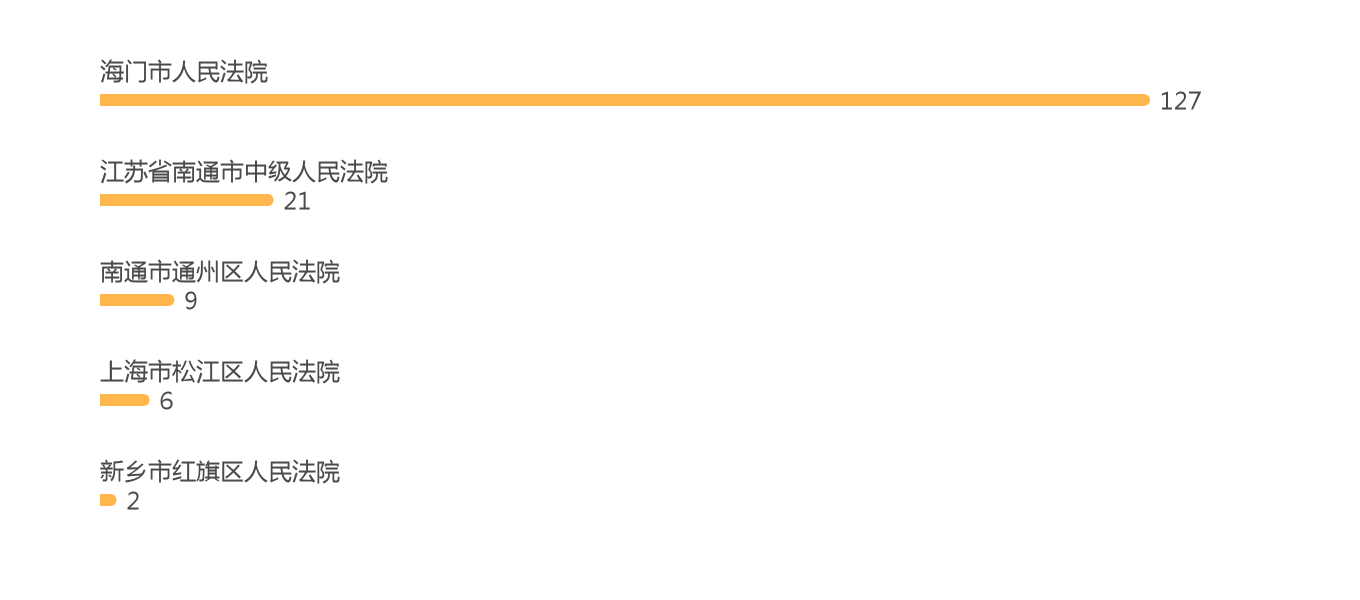 海门市人民法院
127
江苏省南通市中级人民法院
21
南通市通州区人民法院
9
上海市松江区人民法院
6
新乡市红旗区人民法院
2